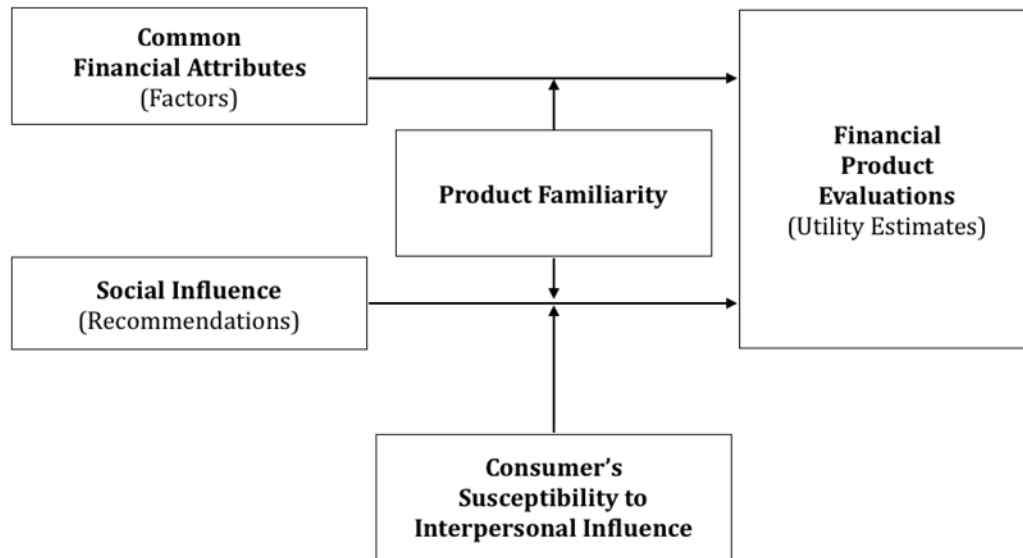 Common
Financial Attributes
(Factors)
Product Familiarity
Financial
Product
Evaluations
(Utility Estimates)
Social Influence
(Recommendations)
Consumer’s
Susceptibility to
Interpersonal Influence